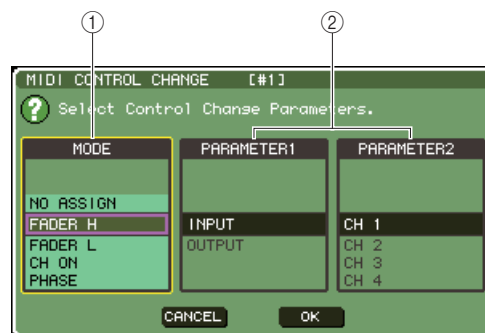 ① ②
MIDI CONTROL CHANGE [#1]
? Select Control Change Parameters.
MODE PARAMETER1 PARAMETER2
NO ASSIGN
FADER H INPUT CH 1
FADER L OUTPUT CH 2
CH ON CH 3
PHASE CH 4
CANCEL OK